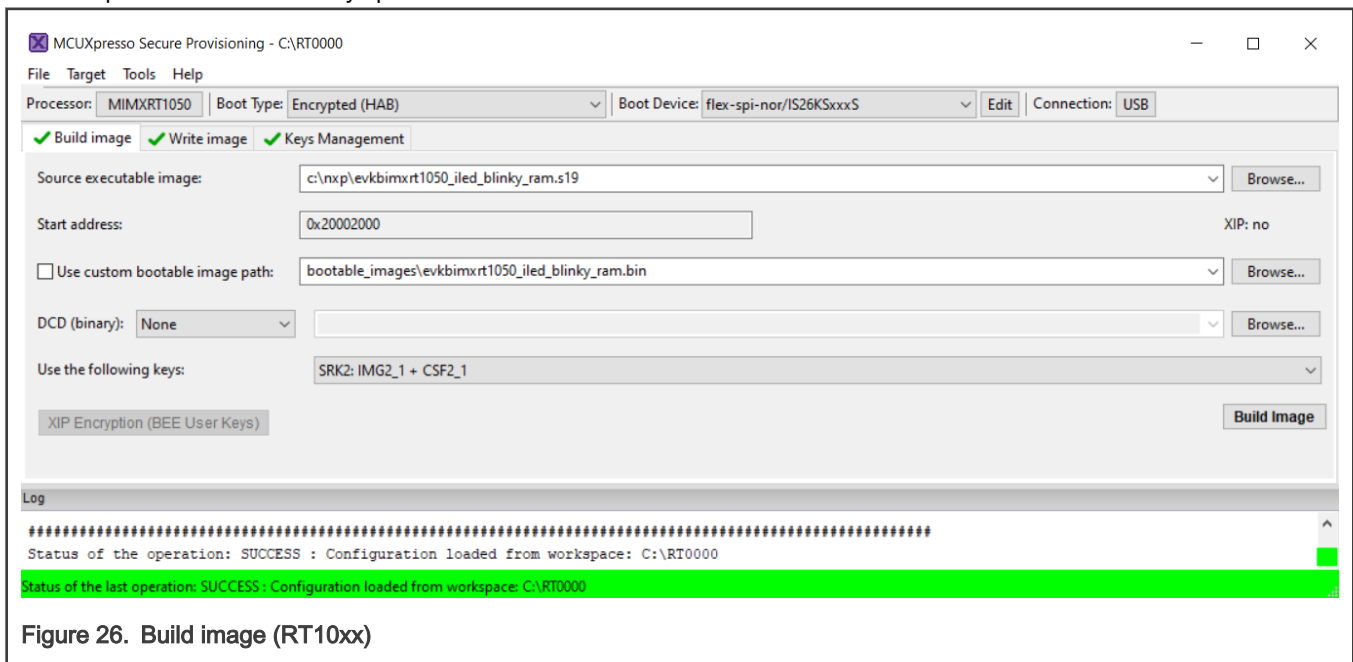 MCUXpresso Secure Provisioning - C:\RT0000
File Target Tools Help
Processor: MIMXRT1050 Boot Type: Encrypted (HAB) Boot Device: flex-spi-nor/IS26KSxxxS Edit Connection: USB
Build image Write image Keys Management
Source executable image: c:\nxp\evkbimxrt1050_iled_blinky_ram.s19 Browse...
Start address: 0x20002000 XIP: no
Use custom bootable image path: bootable_images\evkbimxrt1050_iled_blinky_ram.bin Browse...
DCD (binary): None Browse...
Use the following keys: SRK2: IMG2_1 + CSF2_1
XIP Encryption (BEE User Keys) Build Image
Log
####################################################################################################
Status of the operation: SUCCESS : Configuration loaded from workspace: C:\RT0000
Status of the last operation: SUCCESS : Configuration loaded from workspace: C:\RT0000
Figure 26. Build image (RT10xx)